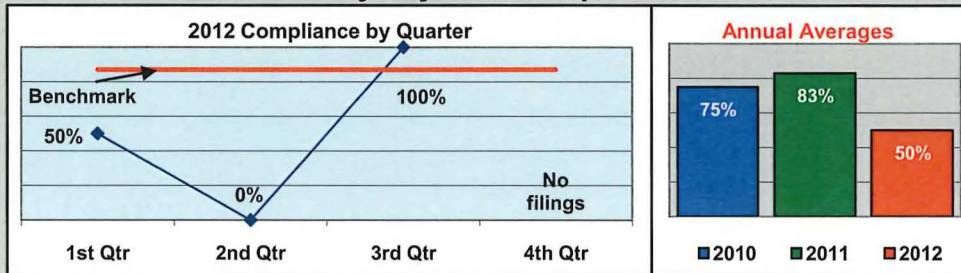 2012 Compliance by Quarter
Benchmark
50%
0%
100%
No
filings
1st Qtr 2nd Qtr 3rd Qtr 4th Qtr
Annual Averages
75%
83%
50%
2010 2011 2012